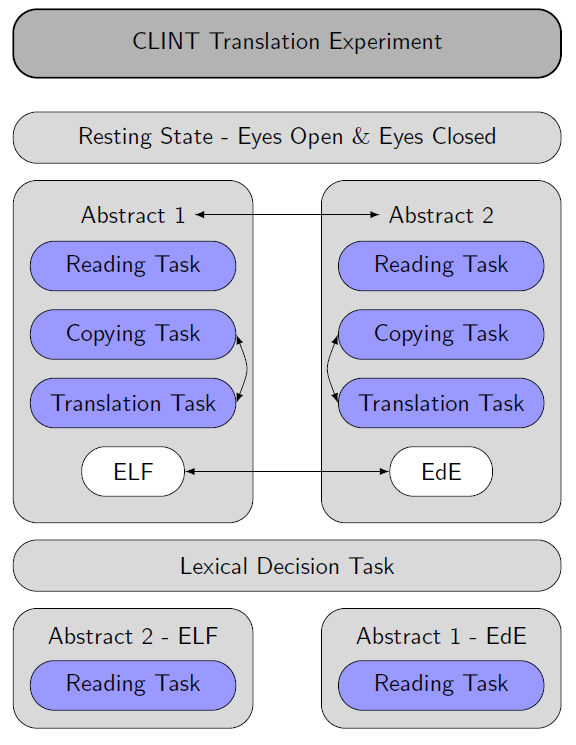 CLINT Translation Experiment
Resting State - Eyes Open & Eyes Closed
Abstract 1
Reading Task
Copying Task
Translation Task
ELF
Abstract 2
Reading Task
Copying Task
Translation Task
EdE
Lexical Decision Task
Abstract 2 - ELF
Reading Task
Abstract 1 - EdE
Reading Task